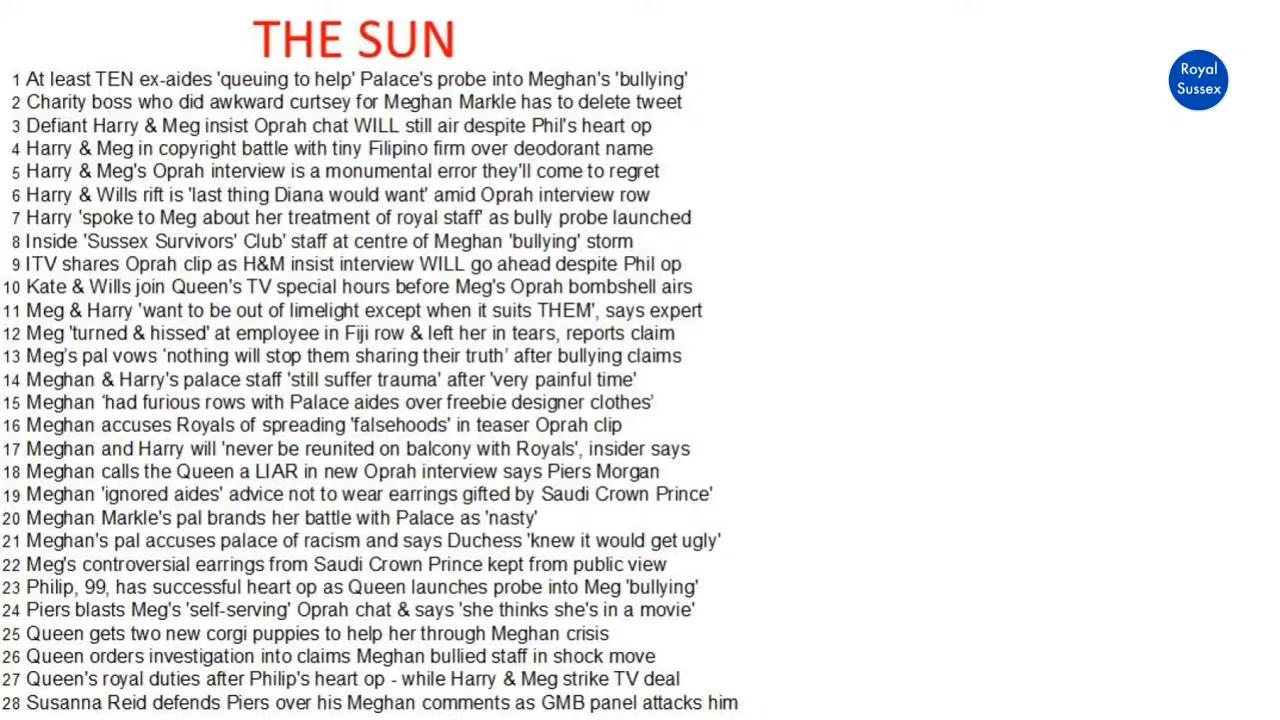 THE SUN
Royal
Sussex
1 At least TEN ex-aides 'queuing to help' Palace's probe into Meghan's 'bullying'
2 Charity boss who did awkward curtsey for Meghan Markle has to delete tweet
3 Defiant Harry & Meg insist Oprah chat WILL still air despite Phil's heart op
4 Harry & Meg in copyright battle with tiny Filipino firm over deodorant name
5 Harry & Meg's Oprah interview is a monumental error they'll come to regret
6 Harry & Wills rift is 'last thing Diana would want' amid Oprah interview row
7 Harry 'spoke to Meg about her treatment of royal staff' as bully probe launched
8 Inside 'Sussex Survivors' Club' staff at centre of Meghan 'bullying' storm
9 ITV shares Oprah clip as H&M insist interview WILL go ahead despite Phil op
10 Kate & Wills join Queen's TV special hours before Meg's Oprah bombshell airs
11 Meg & Harry 'want to be out of limelight except when it suits THEM', says expert
12 Meg 'turned & hissed' at employee in Fiji row & left her in tears, reports claim
13 Meg’s pal vows ‘nothing will stop them sharing their truth’ after bullying claims
14 Meghan & Harry's palace staff 'still suffer trauma' after 'very painful time'
15 Meghan ‘had furious rows with Palace aides over freebie designer clothes’
16 Meghan accuses Royals of spreading 'falsehoods' in teaser Oprah clip
17 Meghan and Harry will 'never be reunited on balcony with Royals', insider says
18 Meghan calls the Queen a LIAR in new Oprah interview says Piers Morgan
19 Meghan 'ignored aides' advice not to wear earrings gifted by Saudi Crown Prince'
20 Meghan Markle's pal brands her battle with Palace as 'nasty'
21 Meghan's pal accuses palace of racism and says Duchess 'knew it would get ugly'
22 Meg's controversial earrings from Saudi Crown Prince kept from public view
23 Philip, 99, has successful heart op as Queen launches probe into Meg 'bullying'
24 Piers blasts Meg's 'self-serving' Oprah chat & says 'she thinks she's in a movie'
25 Queen gets two new corgi puppies to help her through Meghan crisis
26 Queen orders investigation into claims Meghan bullied staff in shock move
27 Queen's royal duties after Philip's heart op - while Harry & Meg strike TV deal
28 Susanna Reid defends Piers over his Meghan comments as GMB panel attacks him